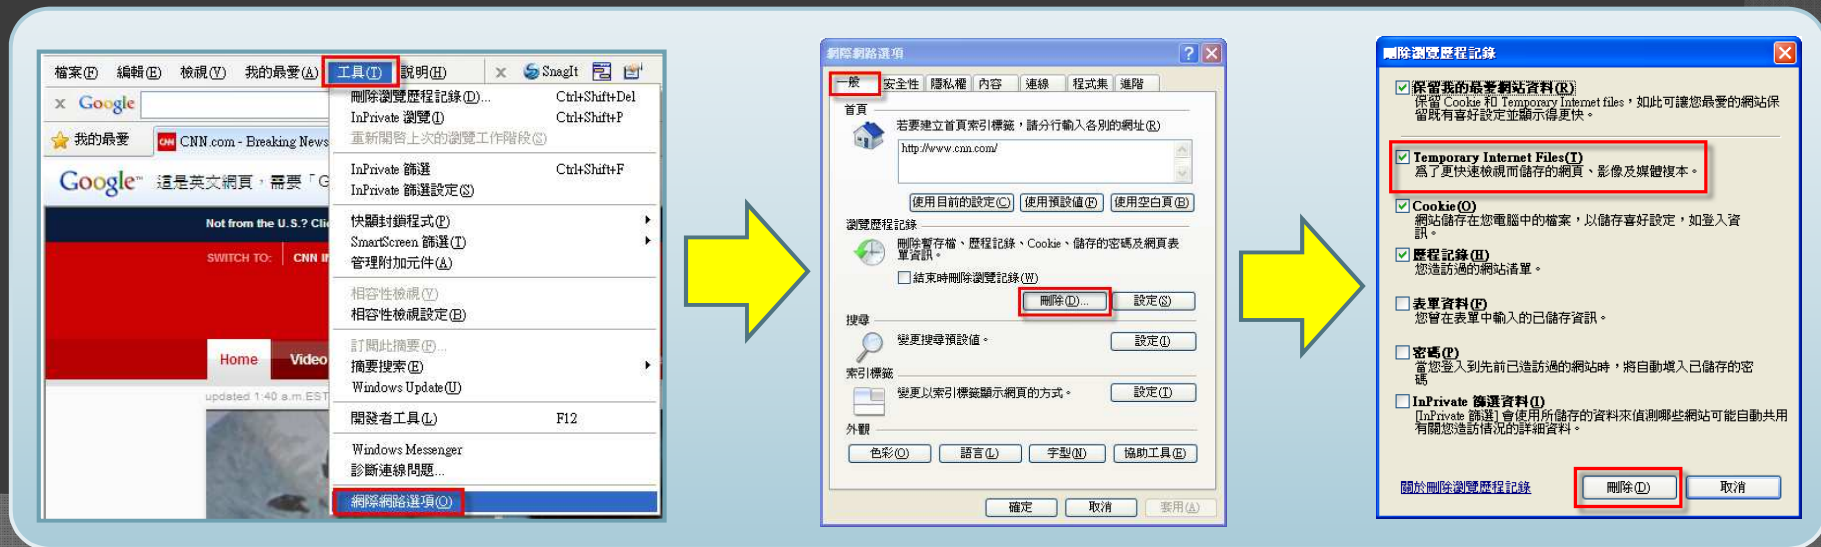 檔案(F) 編輯(E) 檢視(V) 我的最愛(A) 工具(T) 說明(H) x SnagIt
x Google
我的最愛 CNN CNN.com - Breaking News
Google 這是英文網頁，需要「G
Not from the U.S.? Cli
SWITCH TO: CNN IN
Home Video
updated 1:40 a.m. EST
刪除瀏覽歷程記錄(D)... Ctrl+Shift+Del
InPrivate 瀏覽(I) Ctrl+Shift+P
重新開啓上次的瀏覽工作階段(S)
InPrivate 篩選 Ctrl+Shift+F
InPrivate 篩選設定(S)
快顯封鎖程式(P)
SmartScreen 篩選(T)
管理附加元件(A)
相容性檢視(V)
相容性檢視設定(B)
訂閱此摘要(F)...
摘要搜索(E)
Windows Update(U)
開發者工具(L) F12
Windows Messenger
診斷連線問題...
網際網路選項(O)
網際網路選項
一般 安全性 隱私權 內容 連線 程式集 進階
首頁
若要建立首頁索引標籤，請分行輸入各別的網址(R)
http://www.cnn.com/
使用目前的設定(C) 使用預設值(F) 使用空白頁(B)
瀏覽歷程記錄
刪除暫存檔、歷程記錄、Cookie、儲存的密碼及網頁表
單資訊。
結束時刪除瀏覽記錄(W)
刪除(D)... 設定(S)
搜尋
變更搜尋預設值。 設定(I)
索引標籤
變更以索引標籤顯示網頁的方式。 設定(T)
外觀
色彩(O) 語言(L) 字型(N) 協助工具(E)
確定 取消 套用(A)
刪除瀏覽歷程記錄
保留我的最愛網站資料(R)
保留 Cookie 和 Temporary Internet files，如此可讓您最愛的網站保
留既有喜好設定並顯示得更快。
Temporary Internet Files(T)
爲了更快速檢視而儲存的網頁、影像及媒體複本。
Cookie(O)
網站儲存在您電腦中的檔案，以儲存喜好設定，如登入資
訊。
歷程記錄(H)
您造訪過的網站清單。
表單資料(F)
您曾在表單中輸入的已儲存資訊。
密碼(P)
當您登入到先前已造訪過的網站時，將自動填入已儲存的密
碼
InPrivate 篩選資料(I)
[InPrivate 篩選] 會使用所儲存的資料來偵測哪些網站可能自動共用
有關您造訪情況的詳細資料。
關於刪除瀏覽歷程記錄 刪除(D) 取消